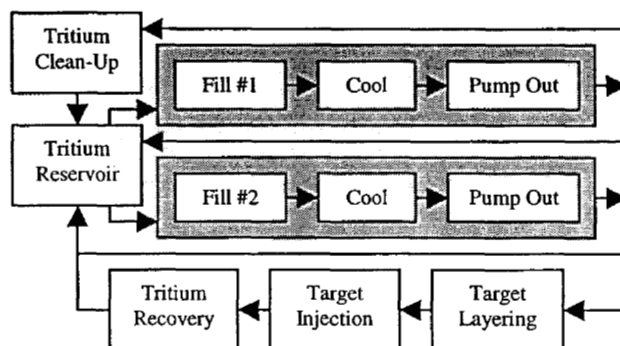 Tritium
Clean-Up
Fill #1
Cool
Pump Out
Tritium
Reservoir
Fill #2
Cool
Pump Out
Tritium
Recovery
Target
Injection
Target
Layering